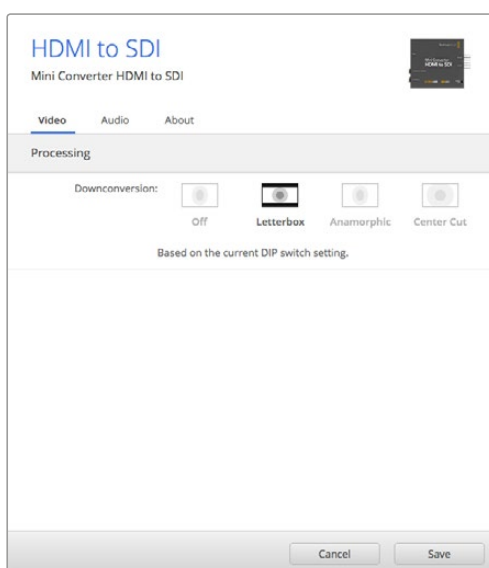 HDMI to SDI
Mini Converter HDMI to SDI
Video Audio About
Processing
Downconversion:
Off Letterbox Anamorphic Center Cut
Based on the current DIP switch setting.
Cancel Save